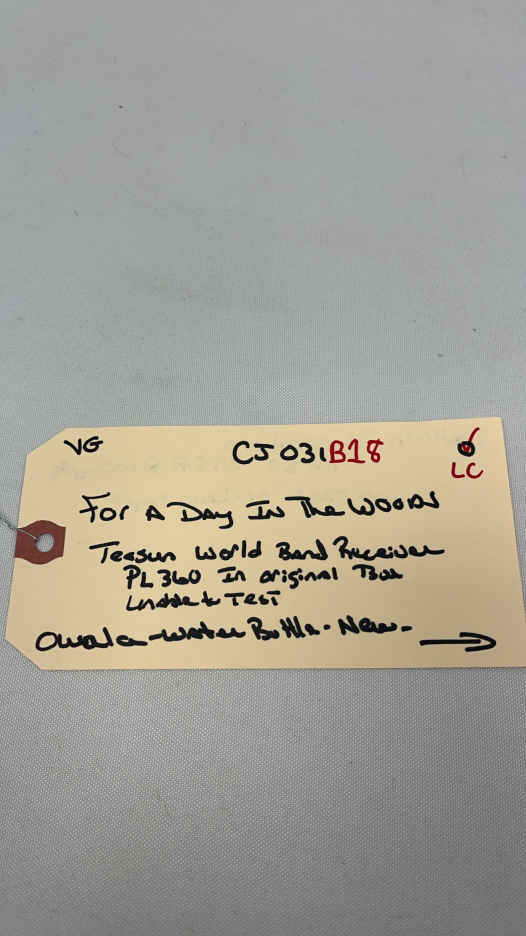 VG CJ031B18
LC
For A Day In The Woods
Tecsun World Band Receiver
PL360 In original Box
Unable to Test
Owala-Water Bottle-New-